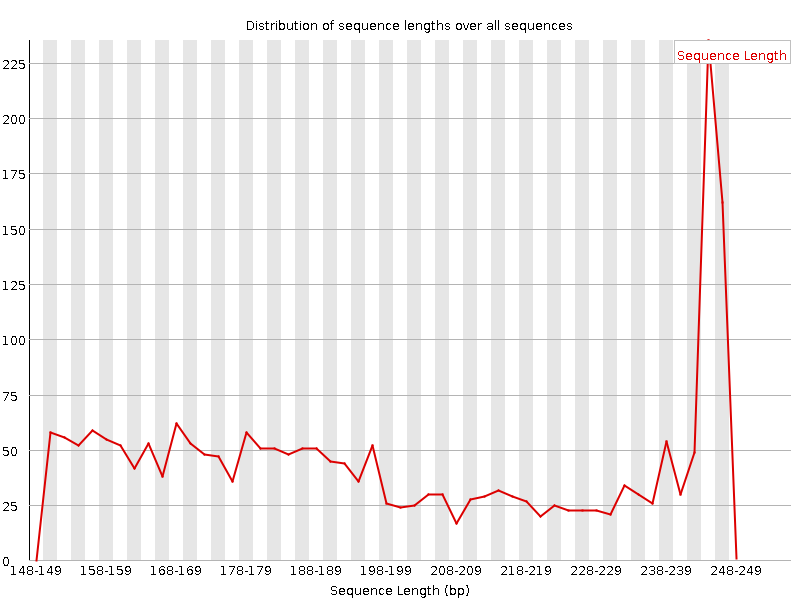 Distribution of sequence lengths over all sequences
Sequence Length
225
200
175
150
125
100
75
50
25
0
148-149 158-159 168-169 178-179 188-189 198-199 208-209 218-219 228-229 238-239 248-249
Sequence Length (bp)